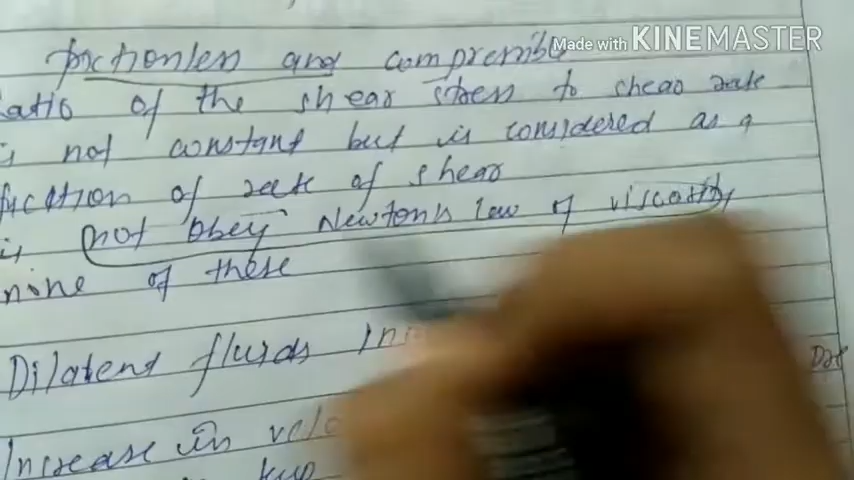 frictionless and compressible
Made with KINEMASTER
ratio of the shear stress to shear rate
is not constant but is considered as a
function of rate of shear
is not obey Newton's law of viscosity
none of these
Dilatent fluids
Increase in